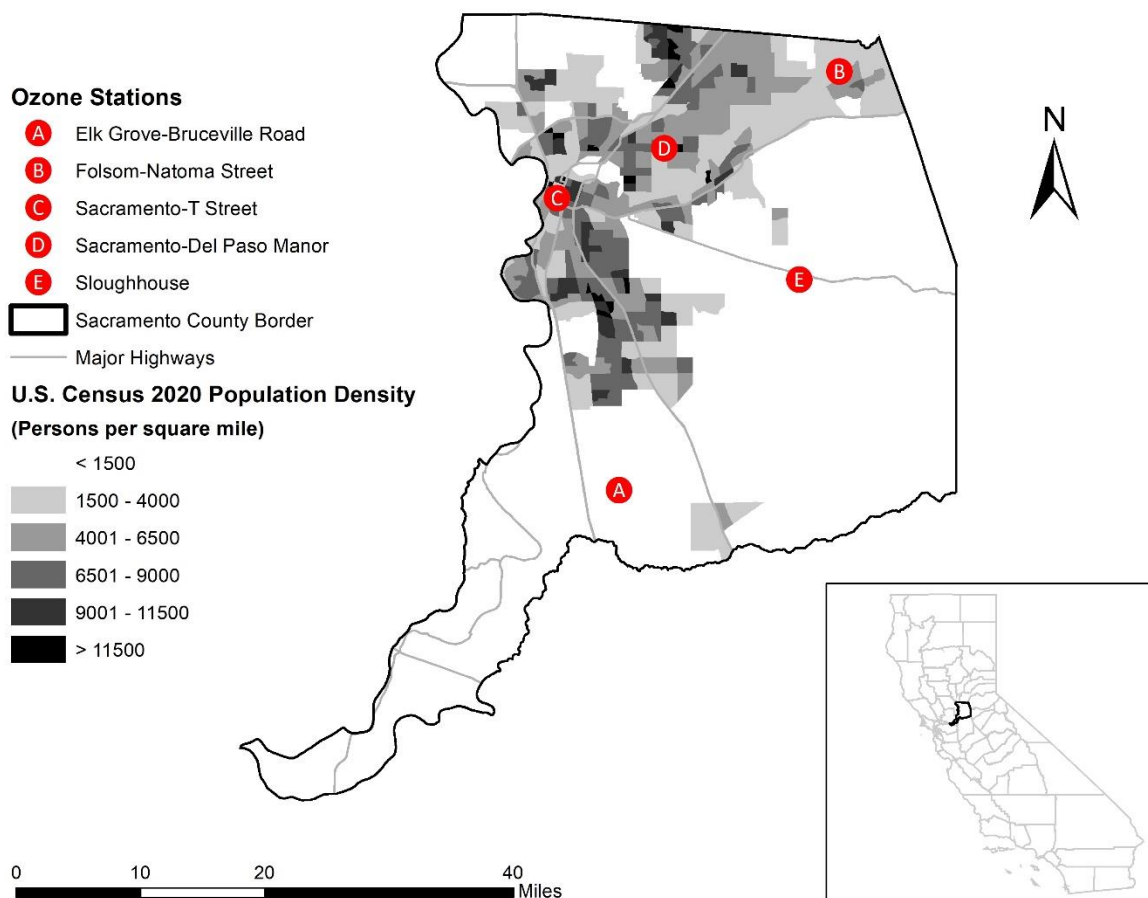 Ozone Stations
A Elk Grove-Bruceville Road
B Folsom-Natoma Street
C Sacramento-T Street
D Sacramento-Del Paso Manor
E Sloughhouse
Sacramento County Border
Major Highways
U.S. Census 2020 Population Density
(Persons per square mile)
< 1500
1500 - 4000
4001 - 6500
6501 - 9000
9001 - 11500
> 11500
B
D
C
E
A
N
0 10 20 40
Miles